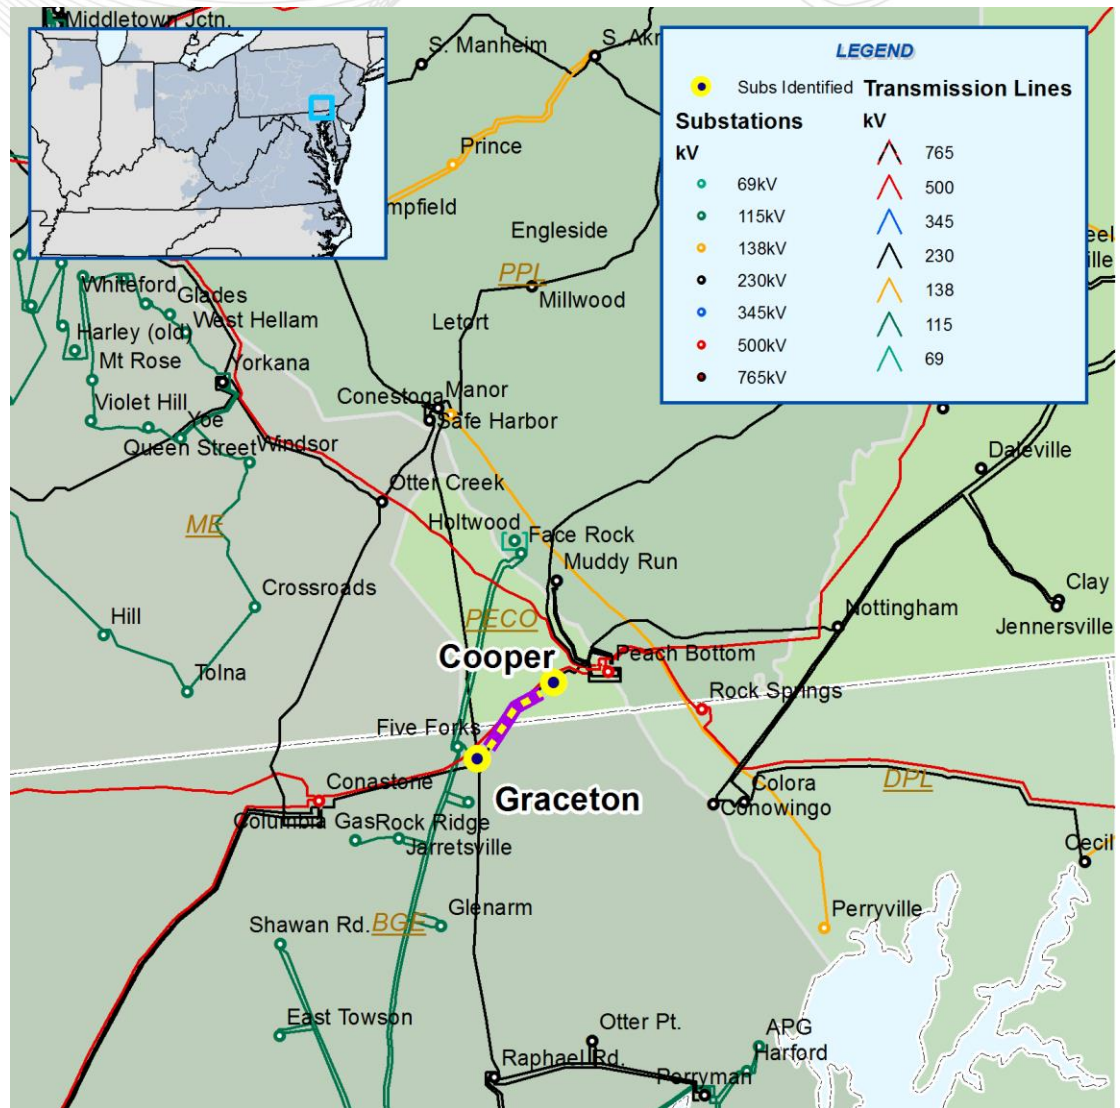 Middletown Jctn.
S. Manheim
S. Akr
Prince
mpfield
Engleside
PPL
Millwood
Letort
LEGEND
Subs Identified
Transmission Lines
Substations
kV
kV
69kV
115kV
138kV
230kV
345kV
500kV
765kV
765
500
345
230
138
115
69
eel
ille
Whiteford
Glades
West Hellam
Harley (old)
Mt Rose
Yorkana
Violet Hill
Yoe
Queen Street
Windsor
Conestoga
Manor
Safe Harbor
Otter Creek
Daleville
ME
Holtwood
Face Rock
Muddy Run
Crossroads
Clay
Jennersville
Nottingham
Hill
PECO
Cooper
Peach Bottom
Tolna
Rock Springs
Five Forks
Conastone
Graceton
Colora
Conowingo
DPL
Columbia Gas
Rock Ridge
Jarretsville
Cecil
Glenarm
Shawan Rd.
BGE
Perryville
East Towson
Otter Pt.
APG
Harford
Raphael Rd.
Perryman